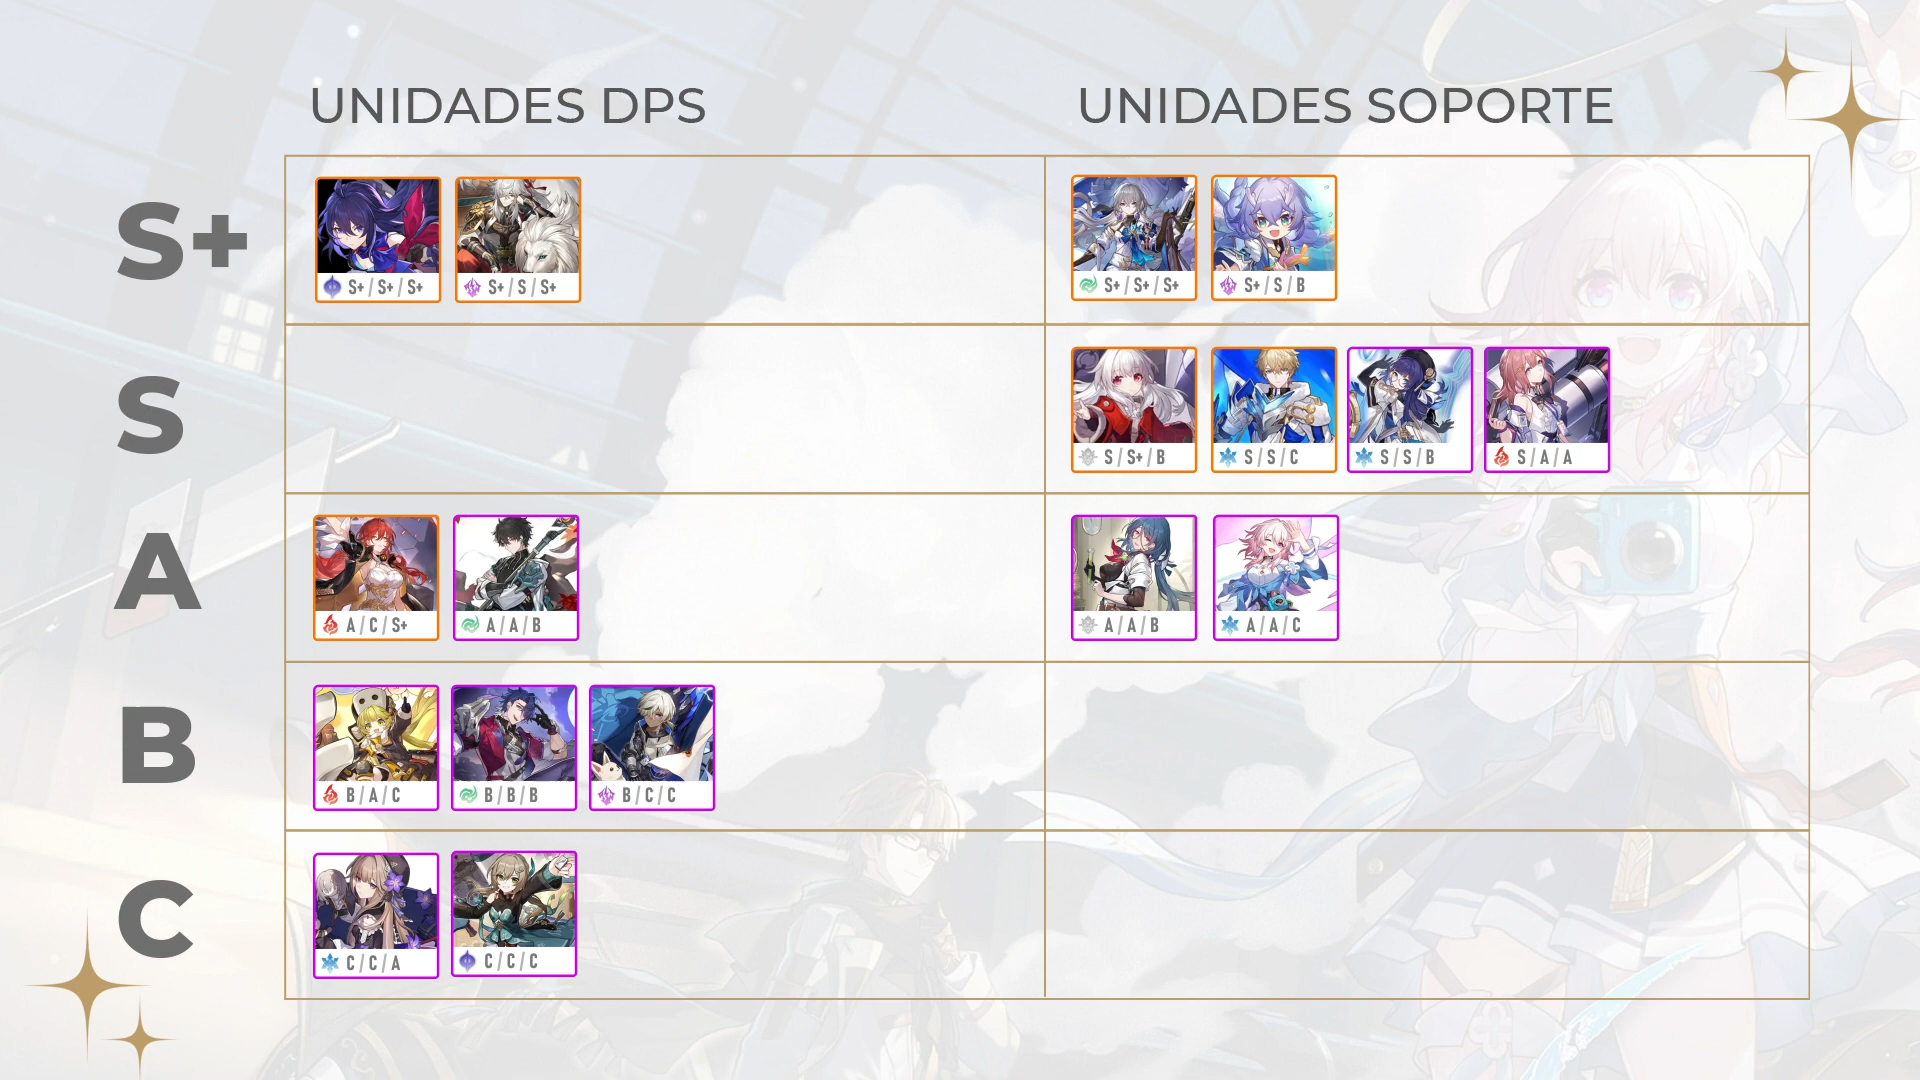 UNIDADES DPS
UNIDADES SOPORTE
S+
S+ / S+ / S+
S+ / S / S+
S+ / S+ / S+
S+ / S / B
S
S / S+ / B
S / S / C
S / S / B
S / A / A
A
A / C / S+
A / A / B
A / A / B
A / A / C
B
B / A / C
B / B / B
B / C / C
C
C / C / A
C / C / C